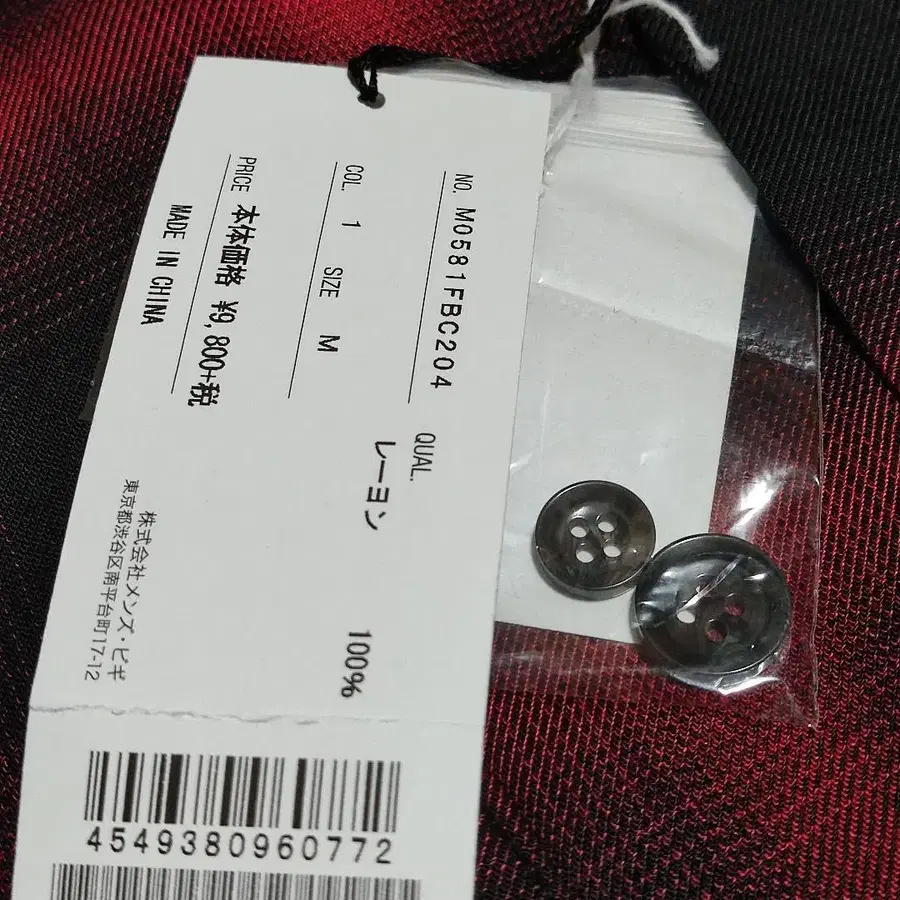 NO. M0581FBC204
QUAL.
レーヨン 100%
COL. 1 SIZE M
PRICE 本体価格 ¥9,800+税
MADE IN CHINA
株式会社メンズ・ビギ
東京都渋谷区南平台町17-12
4549380960772